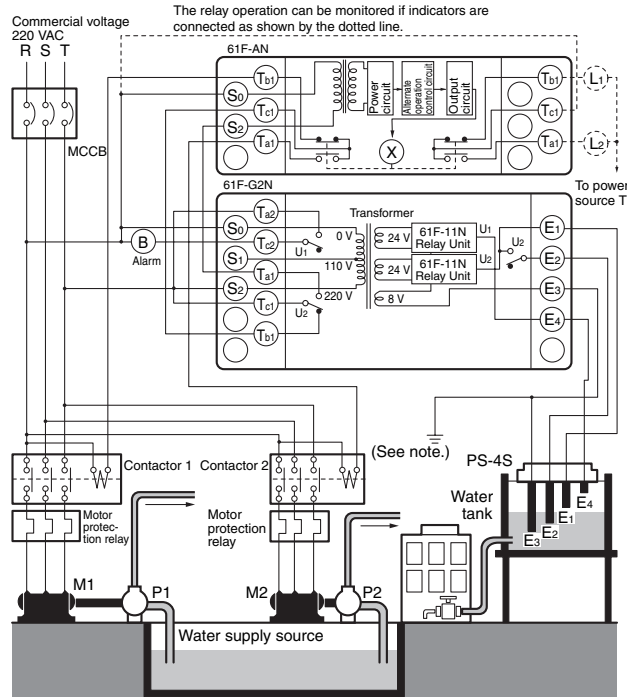 The relay operation can be monitored if indicators are
connected as shown by the dotted line.
Commercial voltage
220 VAC
R S T
MCCB
61F-AN
Tb1
S0
Tc1
S2
Ta1
Power circuit
Alternate operation control circuit
Output circuit
X
Tb1
Tc1
Ta1
L1
L2
To power
source T
61F-G2N
Ta2
S0
Tc2
S1
Ta1
S2
Tc1
Tb1
B
Alarm
U1
U2
Transformer
0 V
110 V
220 V
24 V
24 V
8 V
61F-11N
Relay Unit
61F-11N
Relay Unit
U1
U2
U2
E1
E2
E3
E4
(See note.)
Contactor 1
Contactor 2
Motor
protec-
tion relay
Motor
protection
relay
PS-4S
Water
tank
E4
E1
E2
E3
M1
P1
M2
P2
Water supply source